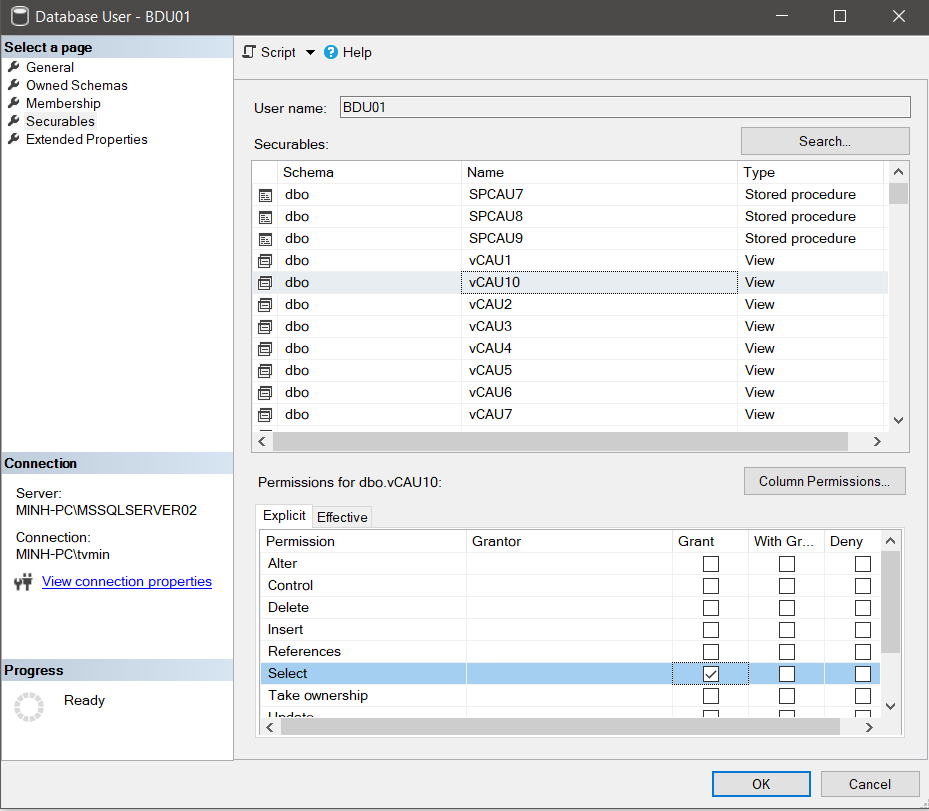 Database User - BDU01
Select a page
General
Owned Schemas
Membership
Securables
Extended Properties
Connection
Server:
MINH-PC\MSSQLSERVER02
Connection:
MINH-PC\tvmin
View connection properties
Progress
Ready
Script Help
User name: BDU01
Securables: Search...
Schema Name Type
dbo SPCAU7 Stored procedure
dbo SPCAU8 Stored procedure
dbo SPCAU9 Stored procedure
dbo vCAU1 View
dbo vCAU10 View
dbo vCAU2 View
dbo vCAU3 View
dbo vCAU4 View
dbo vCAU5 View
dbo vCAU6 View
dbo vCAU7 View
Permissions for dbo.vCAU10: Column Permissions...
Explicit Effective
Permission Grantor Grant With Gr... Deny
Alter
Control
Delete
Insert
References
Select
Take ownership
Update
OK Cancel